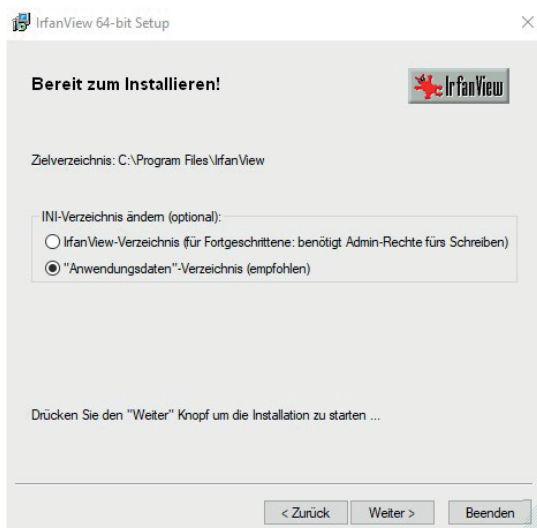 IrfanView 64-bit Setup
Bereit zum Installieren!
IrfanView
Zielverzeichnis: C:\Program Files\IrfanView
INI-Verzeichnis ändern (optional):
IrfanView-Verzeichnis (für Fortgeschrittene: benötigt Admin-Rechte fürs Schreiben)
"Anwendungsdaten"-Verzeichnis (empfohlen)
Drücken Sie den "Weiter" Knopf um die Installation zu starten ...
< Zurück
Weiter >
Beenden